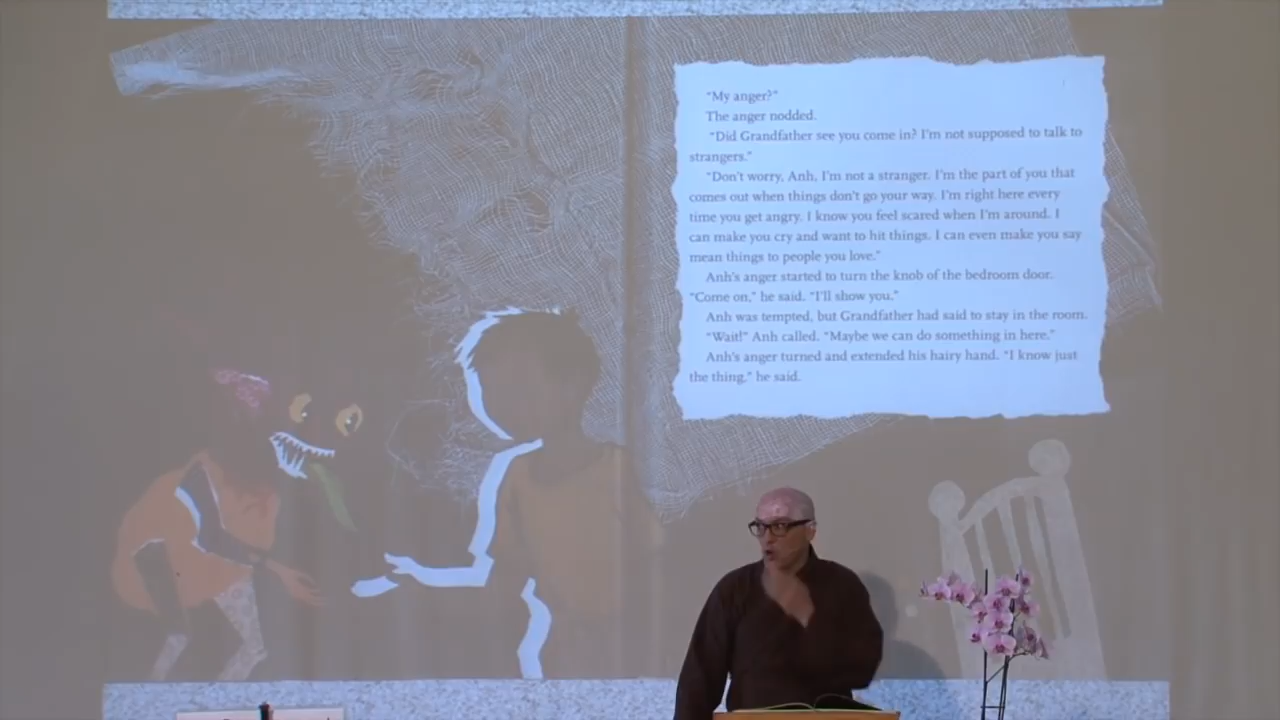 "My anger?"
The anger nodded.
"Did Grandfather see you come in? I'm not supposed to talk to
strangers."
"Don't worry, Anh, I'm not a stranger. I'm the part of you that
comes out when things don't go your way. I'm right here every
time you get angry. I know you feel scared when I'm around. I
can make you cry and want to hit things. I can even make you say
mean things to people you love."
Anh's anger started to turn the knob of the bedroom door.
"Come on," he said. "I'll show you."
Anh was tempted, but Grandfather had said to stay in the room.
"Wait!" Anh called. "Maybe we can do something in here."
Anh's anger turned and extended his hairy hand. "I know just
the thing," he said.